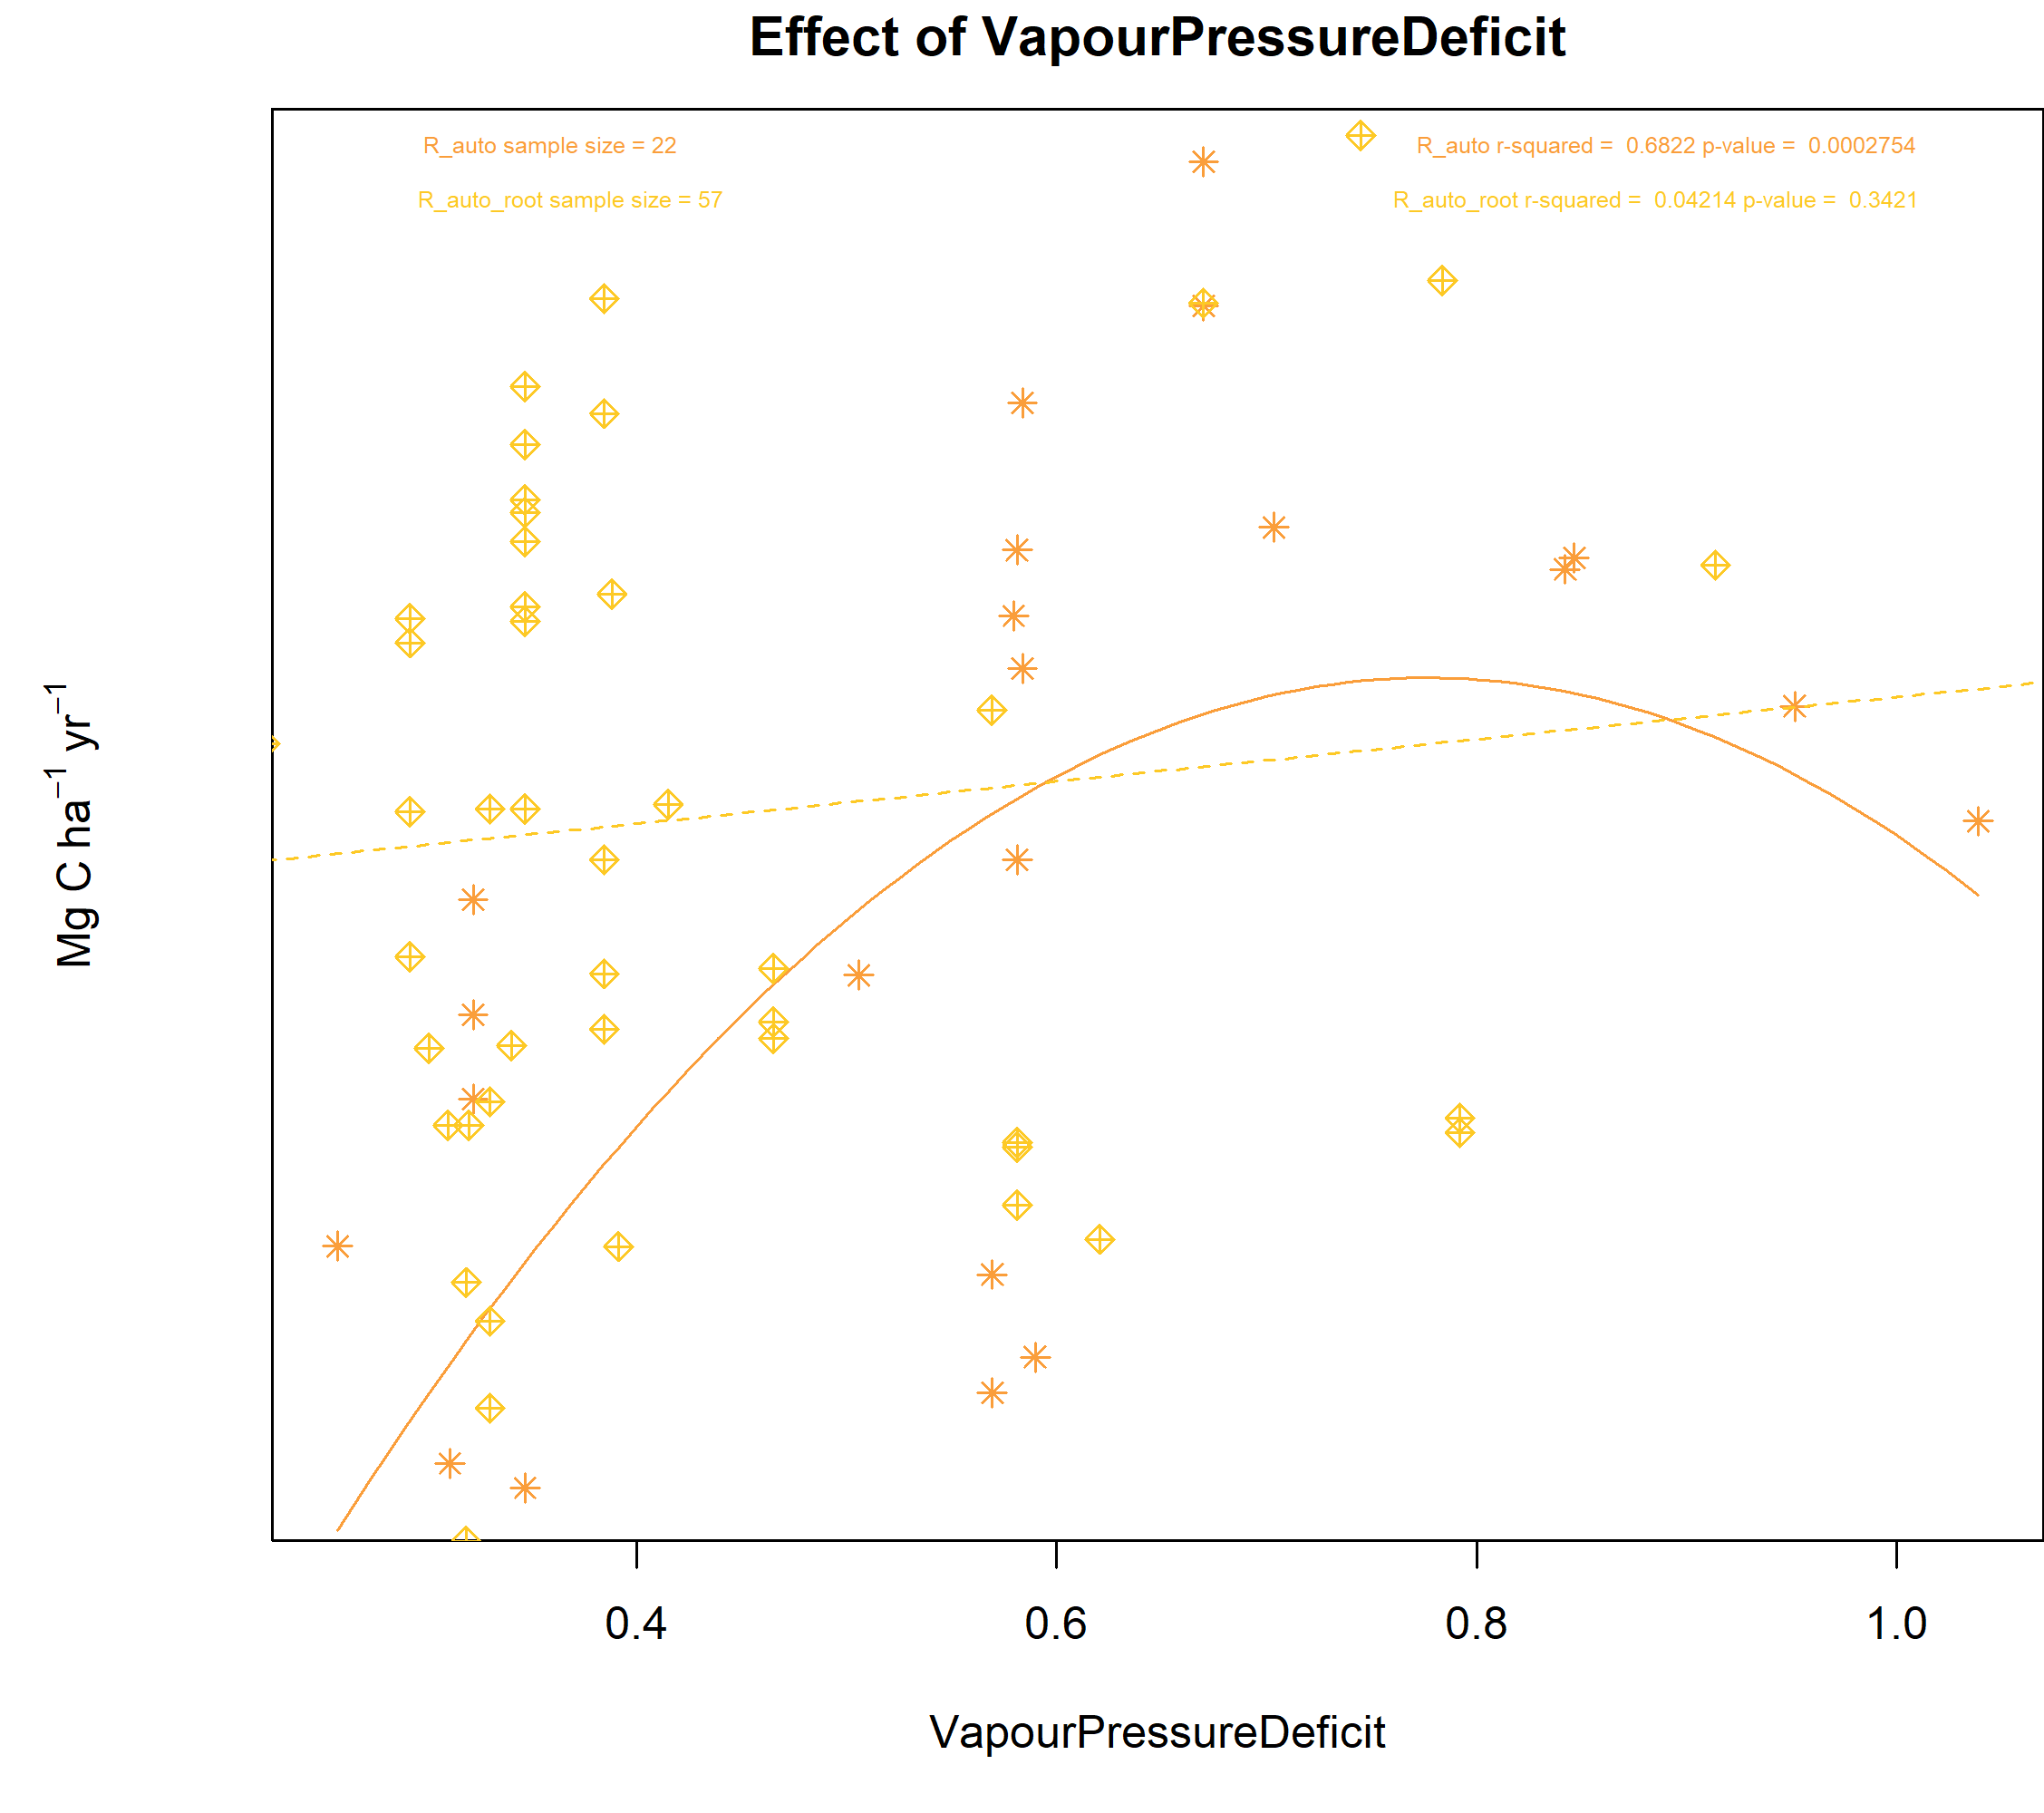 Effect of VapourPressureDeficit
R_auto sample size = 22
R_auto r-squared =  0.6822 p-value =  0.0002754
R_auto_root sample size = 57
R_auto_root r-squared =  0.04214 p-value =  0.3421
Mg C ha⁻¹ yr⁻¹
0.4 0.6 0.8 1.0
VapourPressureDeficit